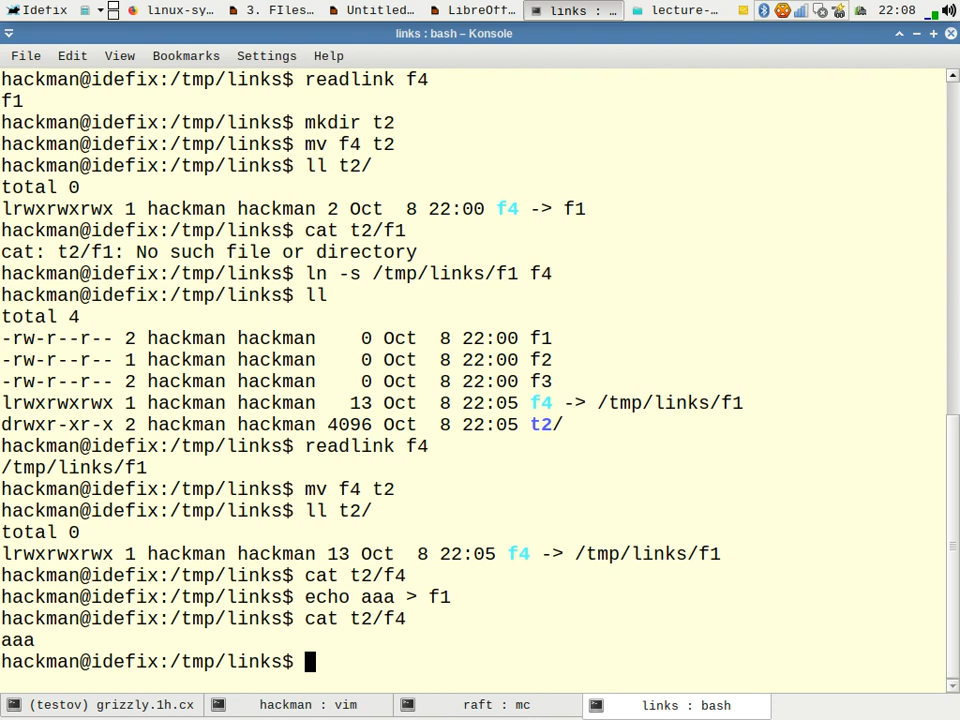 Idefix linux-sy... 3. FIles... Untitled... LibreOff... links : ... lecture-... 22:08
links : bash – Konsole
File Edit View Bookmarks Settings Help
hackman@idefix:/tmp/links$ readlink f4
f1
hackman@idefix:/tmp/links$ mkdir t2
hackman@idefix:/tmp/links$ mv f4 t2
hackman@idefix:/tmp/links$ ll t2/
total 0
lrwxrwxrwx 1 hackman hackman 2 Oct  8 22:00 f4 -> f1
hackman@idefix:/tmp/links$ cat t2/f1
cat: t2/f1: No such file or directory
hackman@idefix:/tmp/links$ ln -s /tmp/links/f1 f4
hackman@idefix:/tmp/links$ ll
total 4
-rw-r--r-- 2 hackman hackman    0 Oct  8 22:00 f1
-rw-r--r-- 1 hackman hackman    0 Oct  8 22:00 f2
-rw-r--r-- 2 hackman hackman    0 Oct  8 22:00 f3
lrwxrwxrwx 1 hackman hackman   13 Oct  8 22:05 f4 -> /tmp/links/f1
drwxr-xr-x 2 hackman hackman 4096 Oct  8 22:05 t2/
hackman@idefix:/tmp/links$ readlink f4
/tmp/links/f1
hackman@idefix:/tmp/links$ mv f4 t2
hackman@idefix:/tmp/links$ ll t2/
total 0
lrwxrwxrwx 1 hackman hackman 13 Oct  8 22:05 f4 -> /tmp/links/f1
hackman@idefix:/tmp/links$ cat t2/f4
hackman@idefix:/tmp/links$ echo aaa > f1
hackman@idefix:/tmp/links$ cat t2/f4
aaa
hackman@idefix:/tmp/links$
(testov) grizzly.1h.cx hackman : vim raft : mc links : bash